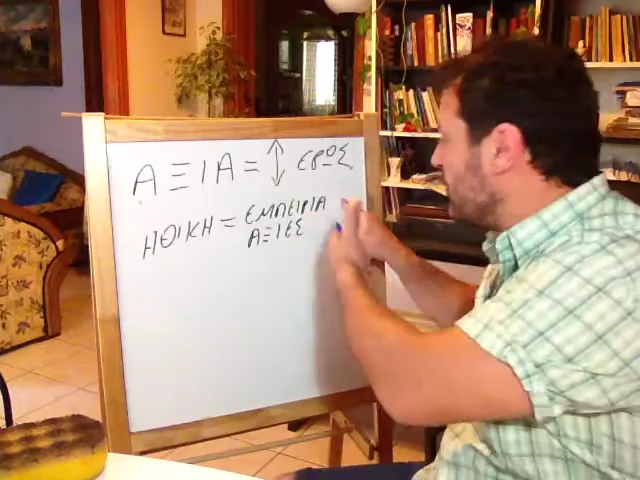 ΑΞΙΑ = ↕ ΕΡΩΣ
ΗΘΙΚΗ = ΕΜΠΕΙΡΙΑ
ΑΞΙΕΣ